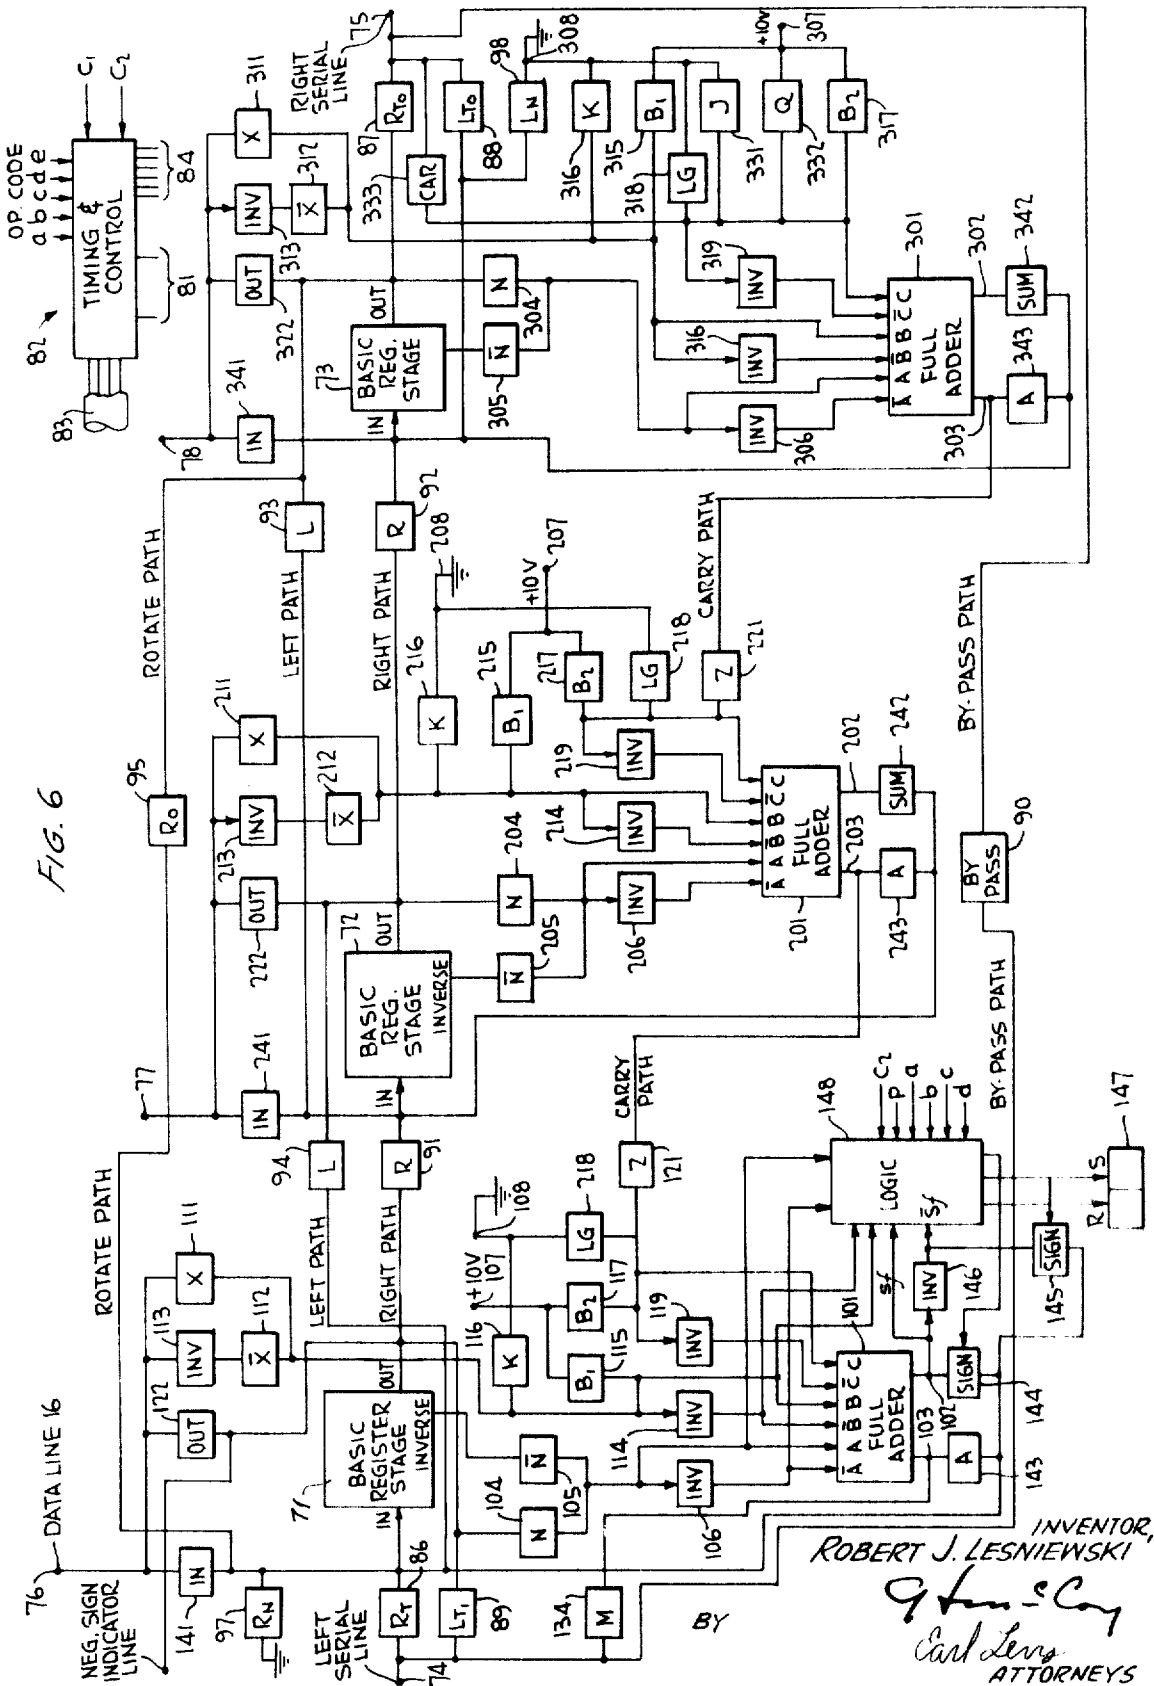 FIG. 6
OP. CODE
a b c d e
C1
C2
TIMING &
CONTROL
82
83
81
84
78
341
IN
322
OUT
313
INV
312
X̄
311
X
RIGHT
SERIAL
LINE
75
ROTATE PATH
93
L
LEFT PATH
R
92
RIGHT PATH
73
BASIC
REG.
STAGE
IN
OUT
87
RTO
88
LTO
333
CAR
98
LN
308
316
K
315
B1
318
LG
331
J
332
Q
+10V
307
317
B2
N
304
N̄
305
319
INV
316
INV
306
INV
301
Ā A B̄ B C̄ C
FULL
ADDER
302
303
342
SUM
343
A
CARRY PATH
BY-PASS PATH
95
RO
77
241
IN
222
OUT
213
INV
212
X̄
211
X
94
L
LEFT PATH
R
91
RIGHT PATH
72
BASIC
REG.
STAGE
INVERSE
IN
OUT
208
216
K
215
B1
+10V
207
217
B2
218
LG
221
Z
204
N
205
N̄
219
INV
214
INV
206
INV
201
Ā A B̄ B C̄ C
FULL
ADDER
202
203
242
SUM
243
A
CARRY
PATH
BY
PASS
90
BY-PASS PATH
ROTATE PATH
DATA LINE 16
76
141
IN
122
OUT
113
INV
112
X̄
111
X
NEG. SIGN
INDICATOR
LINE
97
RN
LEFT
SERIAL
LINE
74
86
RT
89
LT1
71
BASIC
REGISTER
STAGE
INVERSE
IN
OUT
108
+10V
107
116
K
115
B1
117
B2
218
LG
121
Z
104
N
105
N̄
119
INV
114
INV
106
INV
134
M
101
Ā A B̄ B C̄ C
FULL
ADDER
102
103
143
A
144
SIGN
145
SIGN
146
INV
148
LOGIC
Sf
S̄f
C2
P
a
b
c
d
147
R
S
INVENTOR,
ROBERT J. LESNIEWSKI
BY
Earl Levy
ATTORNEYS